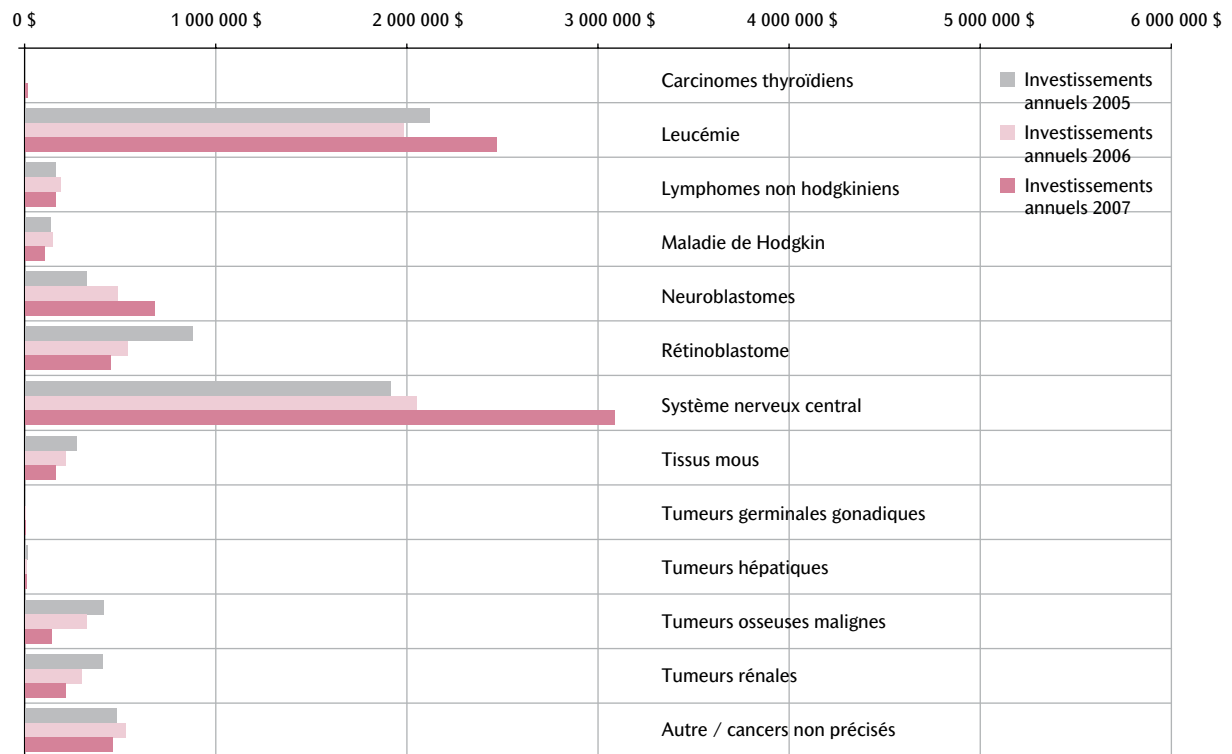 0 $ 1 000 000 $ 2 000 000 $ 3 000 000 $ 4 000 000 $ 5 000 000 $ 6 000 000 $
Carcinomes thyroïdiens
Leucémie
Lymphomes non hodgkiniens
Maladie de Hodgkin
Neuroblastomes
Rétinoblastome
Système nerveux central
Tissus mous
Tumeurs germinales gonadiques
Tumeurs hépatiques
Tumeurs osseuses malignes
Tumeurs rénales
Autre / cancers non précisés
Investissements
annuels 2005
Investissements
annuels 2006
Investissements
annuels 2007